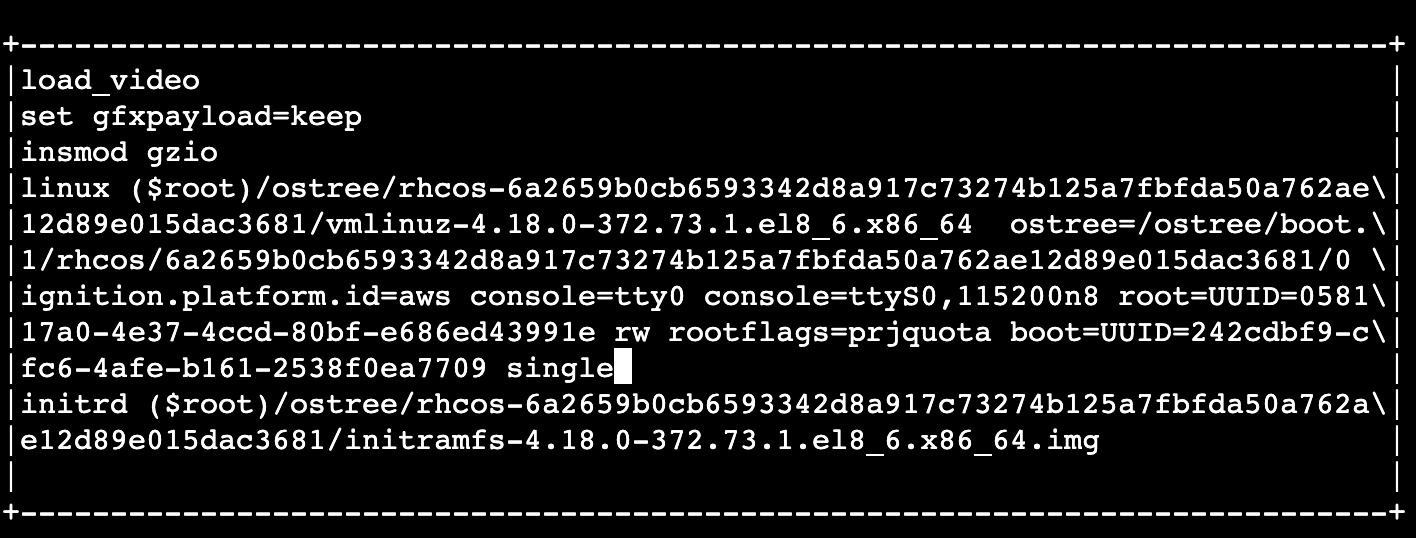 +----------------------------------------------------------------------------+
|load_video |
|set gfxpayload=keep |
|insmod gzio |
|linux ($root)/ostree/rhcos-6a2659b0cb6593342d8a917c73274b125a7fbfda50a762ae\|
|12d89e015dac3681/vmlinuz-4.18.0-372.73.1.el8_6.x86_64  ostree=/ostree/boot.\|
|1/rhcos/6a2659b0cb6593342d8a917c73274b125a7fbfda50a762ae12d89e015dac3681/0 \|
|ignition.platform.id=aws console=tty0 console=ttyS0,115200n8 root=UUID=0581\|
|17a0-4e37-4ccd-80bf-e686ed43991e rw rootflags=prjquota boot=UUID=242cdbf9-c\|
|fc6-4afe-b161-2538f0ea7709 single |
|initrd ($root)/ostree/rhcos-6a2659b0cb6593342d8a917c73274b125a7fbfda50a762a\|
|e12d89e015dac3681/initramfs-4.18.0-372.73.1.el8_6.x86_64.img |
| |
+----------------------------------------------------------------------------+